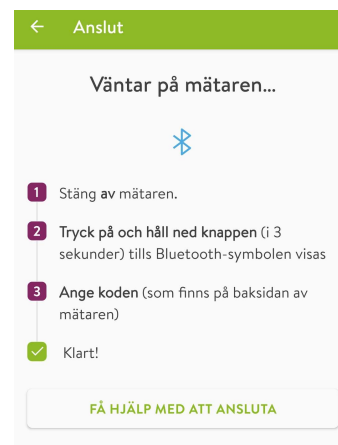 Anslut
Väntar på mätaren...
1 Stäng av mätaren.
2 Tryck på och håll ned knappen (i 3
sekunder) tills Bluetooth-symbolen visas
3 Ange koden (som finns på baksidan av
mätaren)
Klart!
FÅ HJÄLP MED ATT ANSLUTA